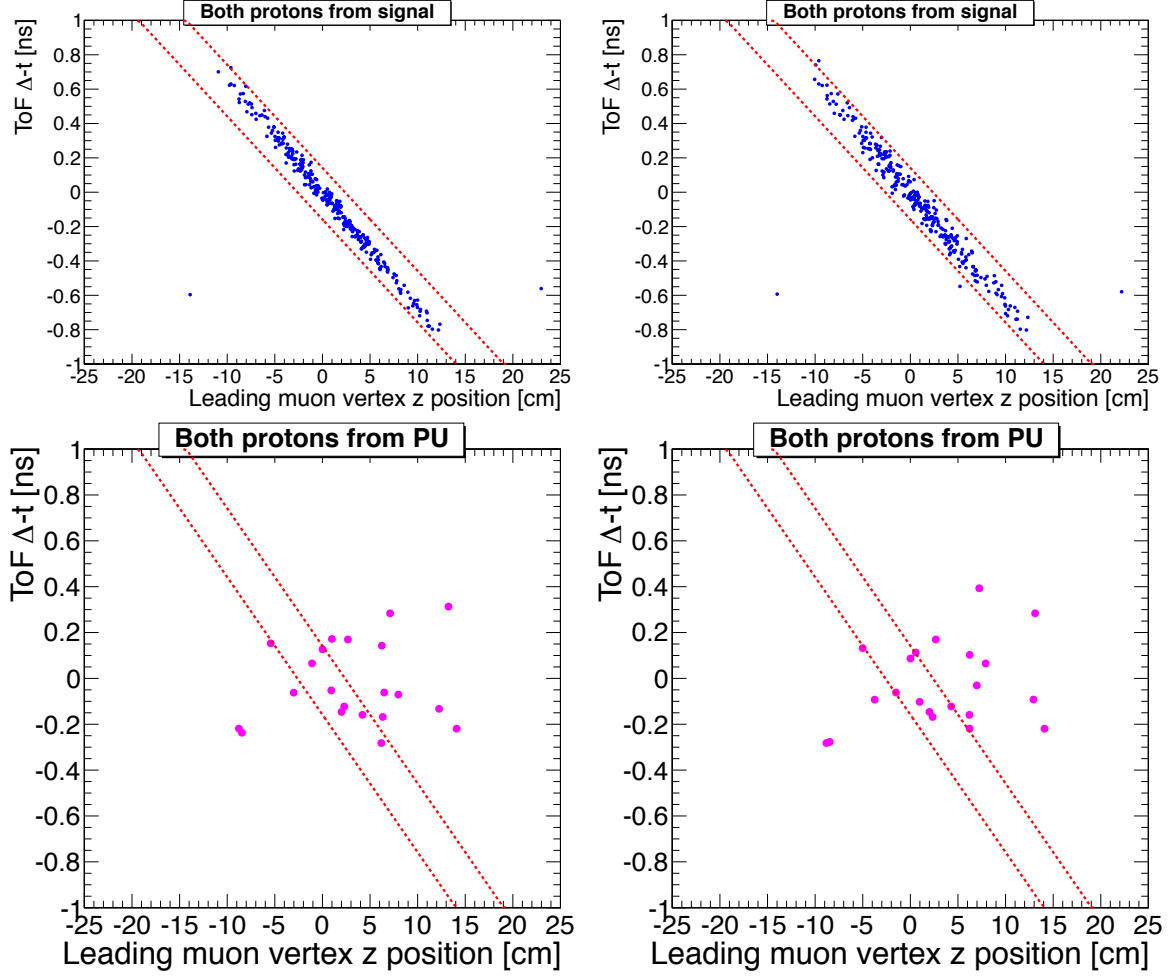 Both protons from signal
ToF Δ-t [ns]
1
0.8
0.6
0.4
0.2
0
-0.2
-0.4
-0.6
-0.8
-1
-25 -20 -15 -10 -5 0 5 10 15 20 25
Leading muon vertex z position [cm]
Both protons from signal
ToF Δ-t [ns]
1
0.8
0.6
0.4
0.2
0
-0.2
-0.4
-0.6
-0.8
-1
-25 -20 -15 -10 -5 0 5 10 15 20 25
Leading muon vertex z position [cm]
Both protons from PU
ToF Δ-t [ns]
1
0.8
0.6
0.4
0.2
0
-0.2
-0.4
-0.6
-0.8
-1
-25 -20 -15 -10 -5 0 5 10 15 20 25
Leading muon vertex z position [cm]
Both protons from PU
ToF Δ-t [ns]
1
0.8
0.6
0.4
0.2
0
-0.2
-0.4
-0.6
-0.8
-1
-25 -20 -15 -10 -5 0 5 10 15 20 25
Leading muon vertex z position [cm]